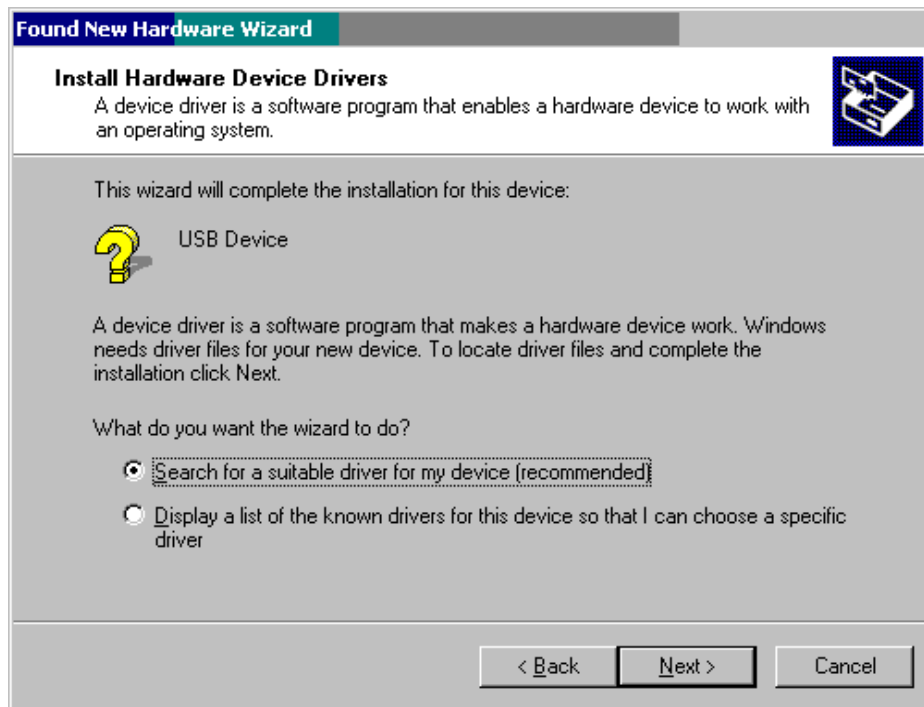 Found New Hardware Wizard
Install Hardware Device Drivers
A device driver is a software program that enables a hardware device to work with
an operating system.
This wizard will complete the installation for this device:
USB Device
A device driver is a software program that makes a hardware device work. Windows
needs driver files for your new device. To locate driver files and complete the
installation click Next.
What do you want the wizard to do?
Search for a suitable driver for my device (recommended)
Display a list of the known drivers for this device so that I can choose a specific
driver
< Back Next > Cancel